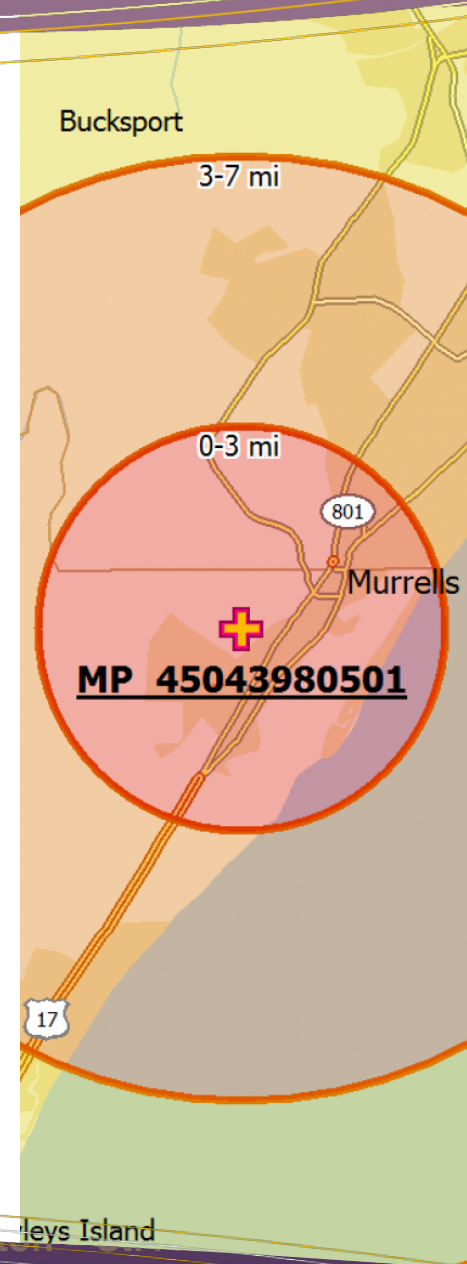 Bucksport
3-7 mi
0-3 mi
801
Murrells
MP 45043980501
17
leys Island